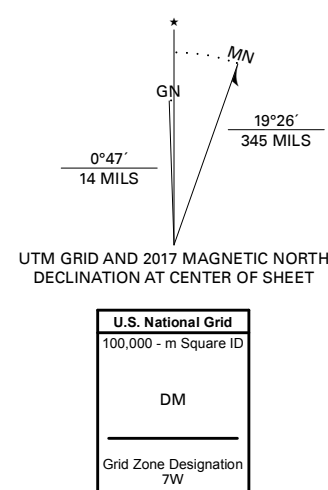 ★
MN
GN
19°26´
345 MILS
0°47´
14 MILS
UTM GRID AND 2017 MAGNETIC NORTH
DECLINATION AT CENTER OF SHEET
U.S. National Grid
100,000 - m Square ID
DM
Grid Zone Designation
7W